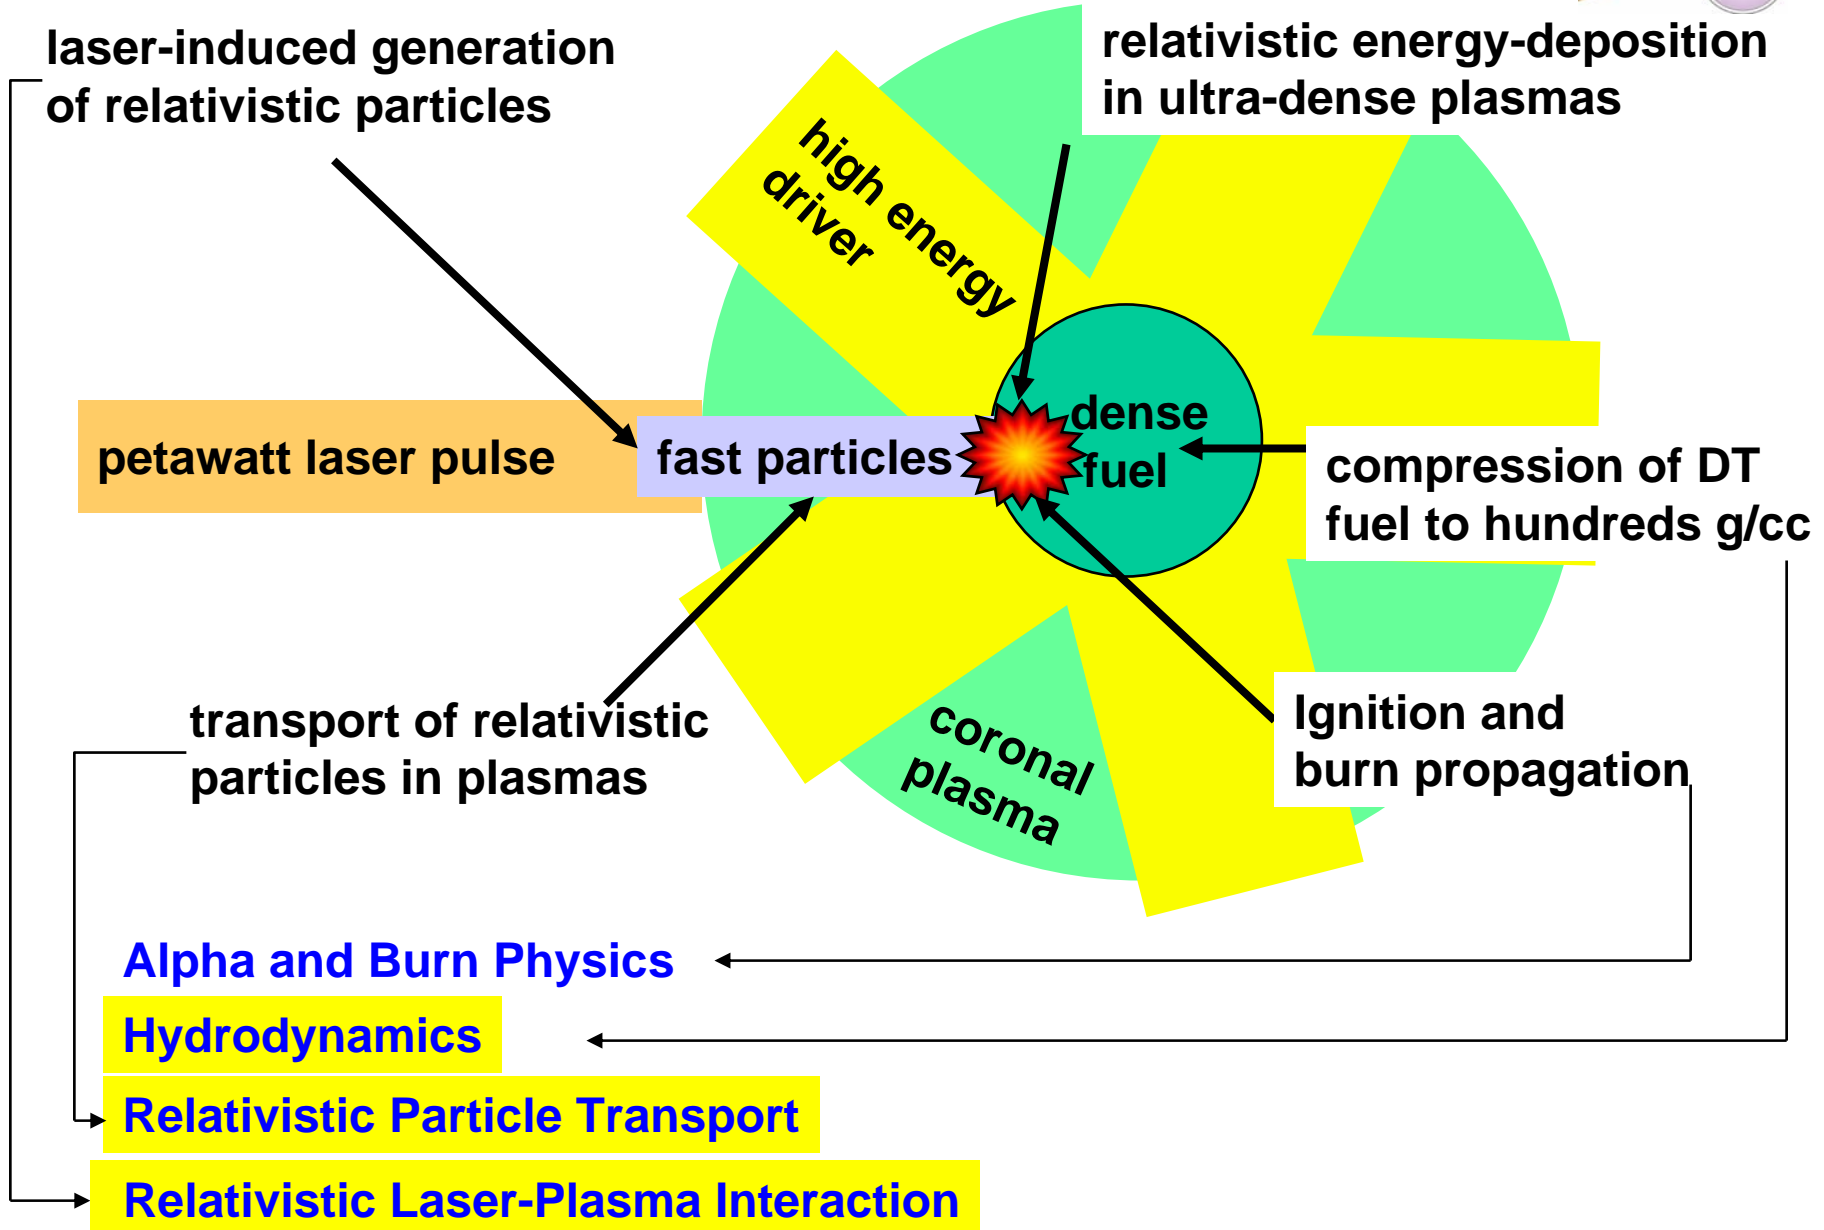 laser-induced generation
of relativistic particles
relativistic energy-deposition
in ultra-dense plasmas
high energy
driver
petawatt laser pulse
fast particles
dense
fuel
compression of DT
fuel to hundreds g/cc
transport of relativistic
particles in plasmas
coronal
plasma
Ignition and
burn propagation
Alpha and Burn Physics
Hydrodynamics
Relativistic Particle Transport
Relativistic Laser-Plasma Interaction